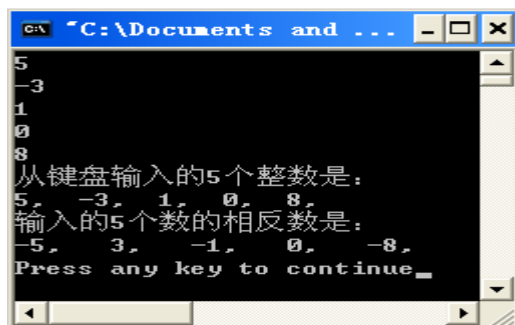 "C:\Documents and ...
5
-3
1
0
8
从键盘输入的5个整数是：
5, -3, 1, 0, 8,
输入的5个数的相反数是：
-5, 3, -1, 0, -8,
Press any key to continue_